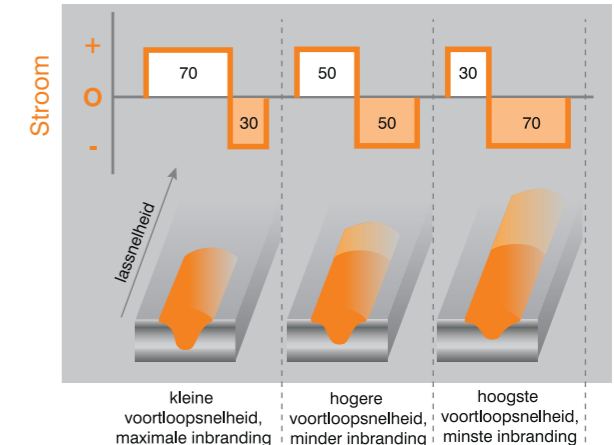 Stroom
+
O
-
70
30
50
50
30
70
lassnelheid
kleine
voortloopsnelheid,
maximale inbranding
hogere
voortloopsnelheid,
minder inbranding
hoogste
voortloopsnelheid,
minste inbranding